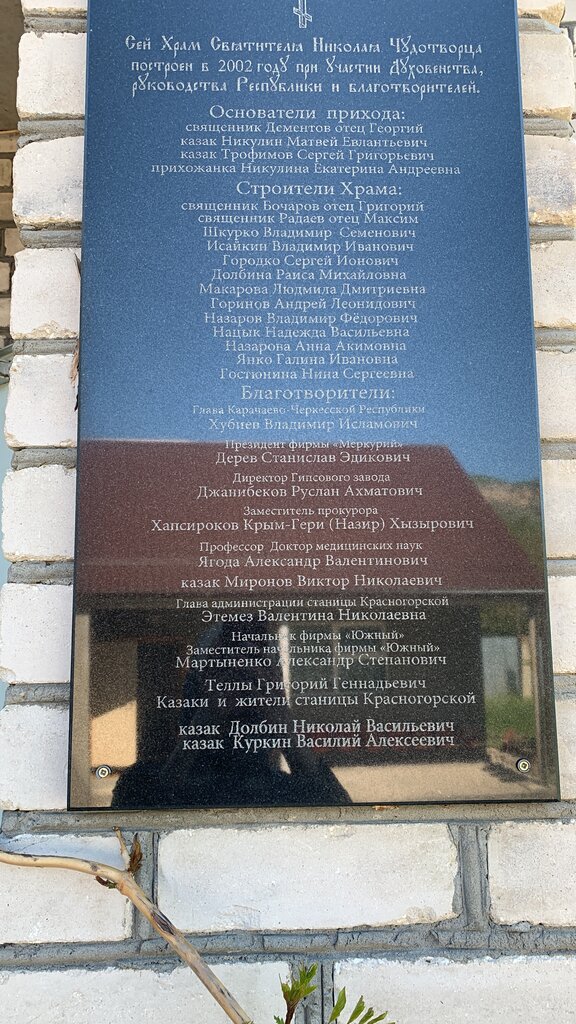 Сей Храм Святителя Николая Чудотворца
построен в 2002 году при участии Духовенства,
руководства Республики и благотворителей.
Основатели прихода:
священник Дементов отец Георгий
казак Никулин Матвей Евлантьевич
казак Трофимов Сергей Григорьевич
прихожанка Никулина Екатерина Андреевна
Строители Храма:
священник Бочаров отец Григорий
священник Радаев отец Максим
Шкурко Владимир Семенович
Исайкин Владимир Иванович
Городко Сергей Ионович
Долбина Раиса Михайловна
Макарова Людмила Дмитриевна
Горинов Андрей Леонидович
Назаров Владимир Фёдорович
Нацык Надежда Васильевна
Назарова Анна Акимовна
Янко Галина Ивановна
Гостюнина Нина Сергеевна
Благотворители:
Глава Карачаево-Черкесской Республики
Хубиев Владимир Исламович
Президент фирмы «Меркурий»
Дерев Станислав Эдикович
Директор Гипсового завода
Джанибеков Руслан Ахматович
Заместитель прокурора
Хапсироков Крым-Гери (Назир) Хызырович
Профессор Доктор медицинских наук
Ягода Александр Валентинович
казак Миронов Виктор Николаевич
Глава администрации станицы Красногорской
Этемез Валентина Николаевна
Начальник фирмы «Южный»
Заместитель начальника фирмы «Южный»
Мартыненко Александр Степанович
Теллы Григорий Геннадьевич
Казаки и жители станицы Красногорской
казак Долбин Николай Васильевич
казак Куркин Василий Алексеевич